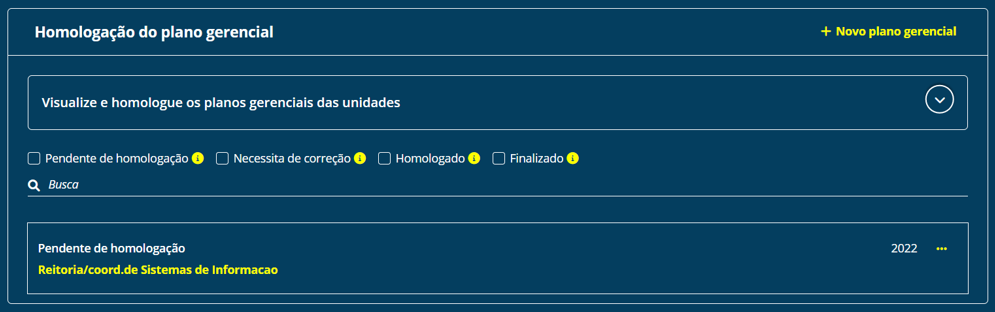 Homologação do plano gerencial
+ Novo plano gerencial
Visualize e homologue os planos gerenciais das unidades
Pendente de homologação Necessita de correção Homologado Finalizado
Busca
Pendente de homologação 2022 ...
Reitoria/coord.de Sistemas de Informacao